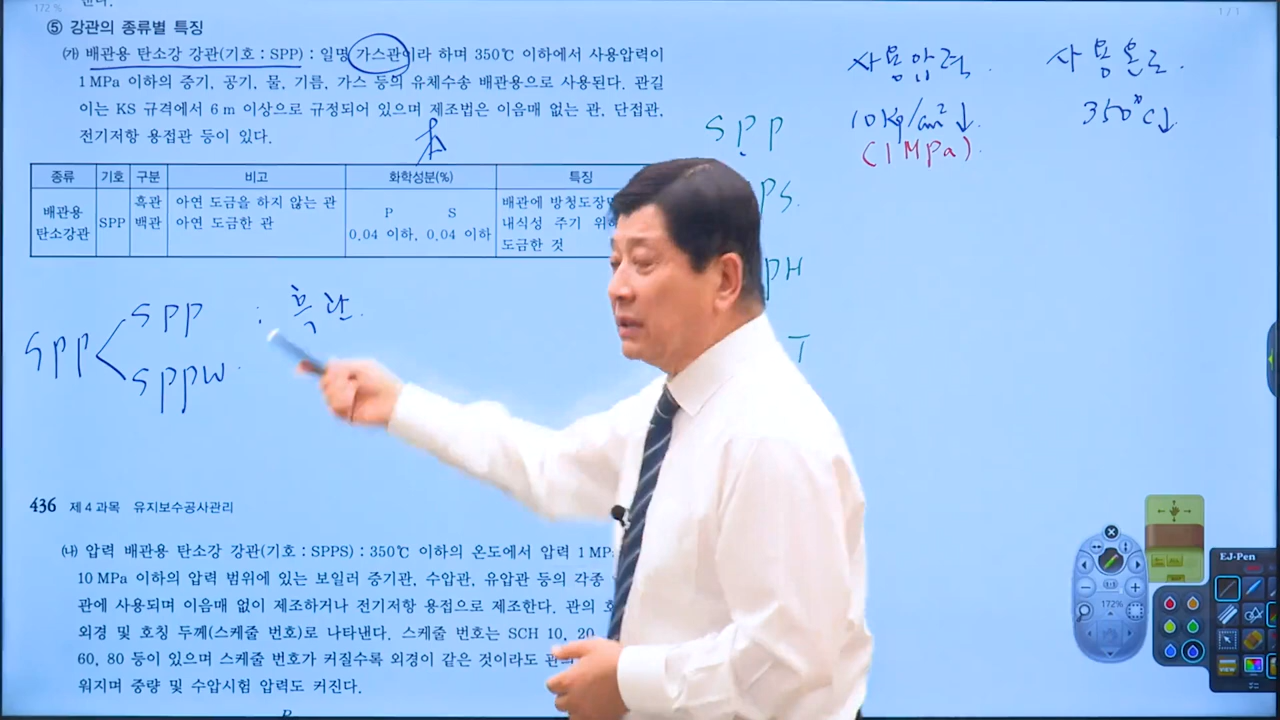 172 %
1 / 1
⑤ 강관의 종류별 특징
㈎ 배관용 탄소강 강관(기호 : SPP) : 일명 가스관이라 하며 350℃ 이하에서 사용압력이
1 MPa 이하의 증기, 공기, 물, 기름, 가스 등의 유체수송 배관용으로 사용된다. 관길
이는 KS 규격에서 6 m 이상으로 규정되어 있으며 제조법은 이음매 없는 관, 단접관,
전기저항 용접관 등이 있다.
사용압력 사용온도
SPP 10kg/cm²↓ 350℃↓
(1MPa)
종류 기호 구분 비고 화학성분(%) 특징
배관용 탄소강관 SPP 흑관 아연 도금을 하지 않는 관 P S 배관에 방청도장만
백관 아연 도금한 관 0.04 이하, 0.04 이하 내식성 주기 위해
도금한 것
PS
PH
T
SPP SPP : 흑관
SPPW
436 제 4 과목 유지보수공사관리
㈏ 압력 배관용 탄소강 강관(기호 : SPPS) : 350℃ 이하의 온도에서 압력 1 MP
10 MPa 이하의 압력 범위에 있는 보일러 증기관, 수압관, 유압관 등의 각종
관에 사용되며 이음매 없이 제조하거나 전기저항 용접으로 제조한다. 관의 호
외경 및 호칭 두께(스케줄 번호)로 나타낸다. 스케줄 번호는 SCH 10, 20
60, 80 등이 있으며 스케줄 번호가 커질수록 외경이 같은 것이라도 관의
워지며 중량 및 수압시험 압력도 커진다.
P
EJ-Pen
172%
VIEW